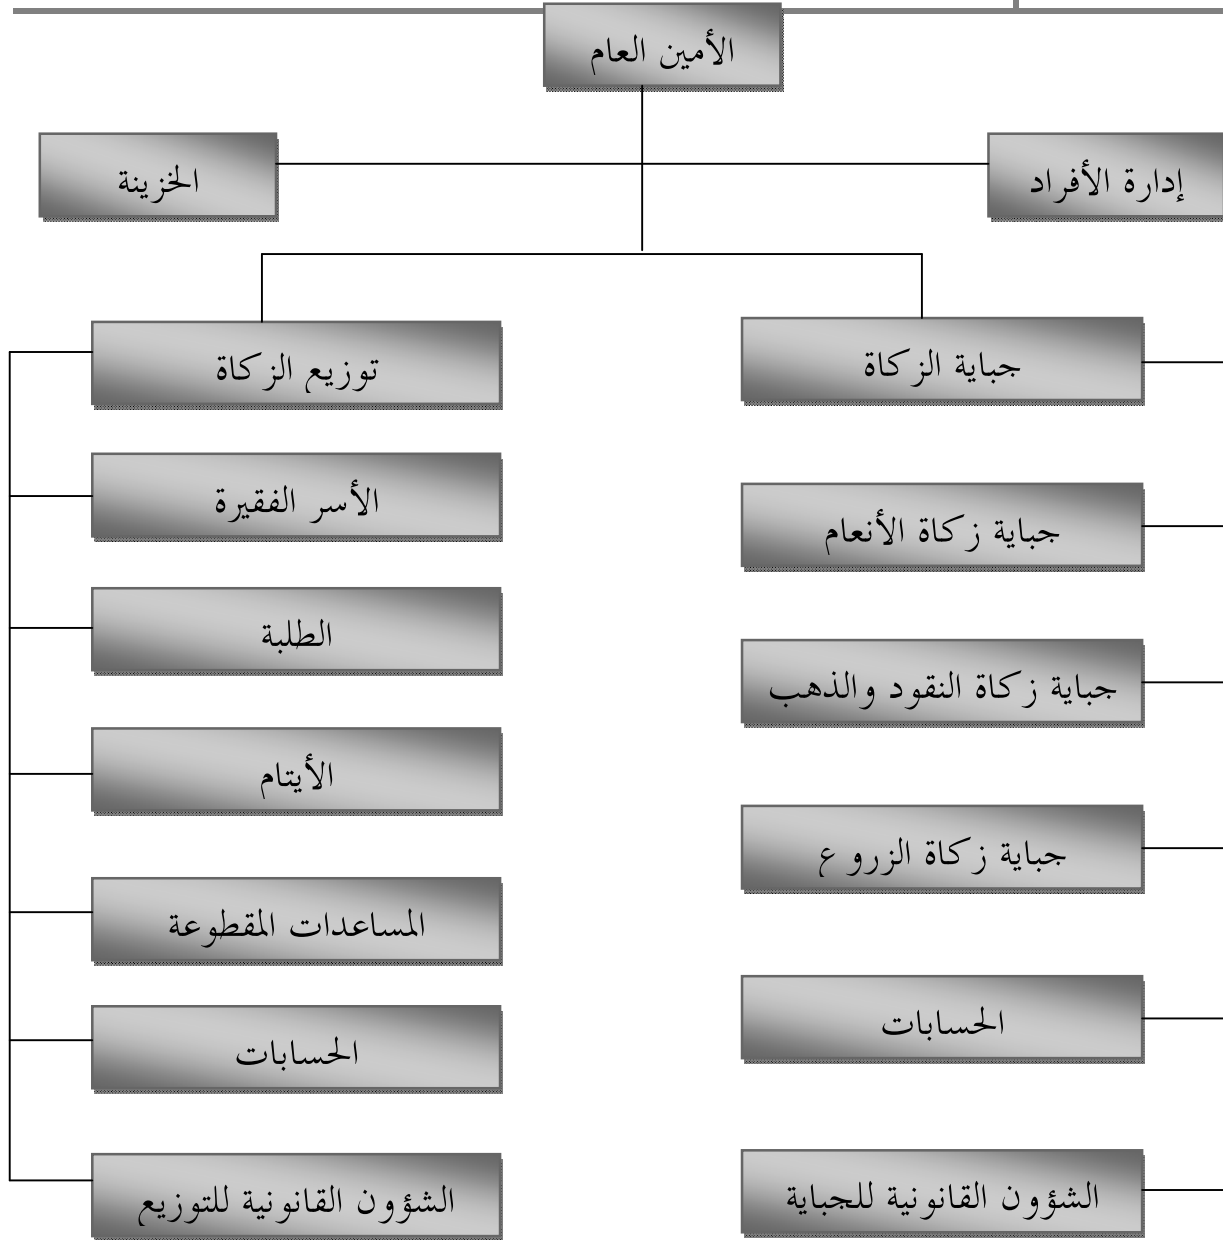 الأمين العام
إدارة الأفراد
الخزينة
جباية الزكاة
توزيع الزكاة
الأسر الفقيرة
جباية زكاة الأنعام
الطلبة
جباية زكاة النقود والذهب
الأيتام
جباية زكاة الزروع
المساعدات المقطوعة
الحسابات
الحسابات
الشؤون القانونية للجباية
الشؤون القانونية للتوزيع